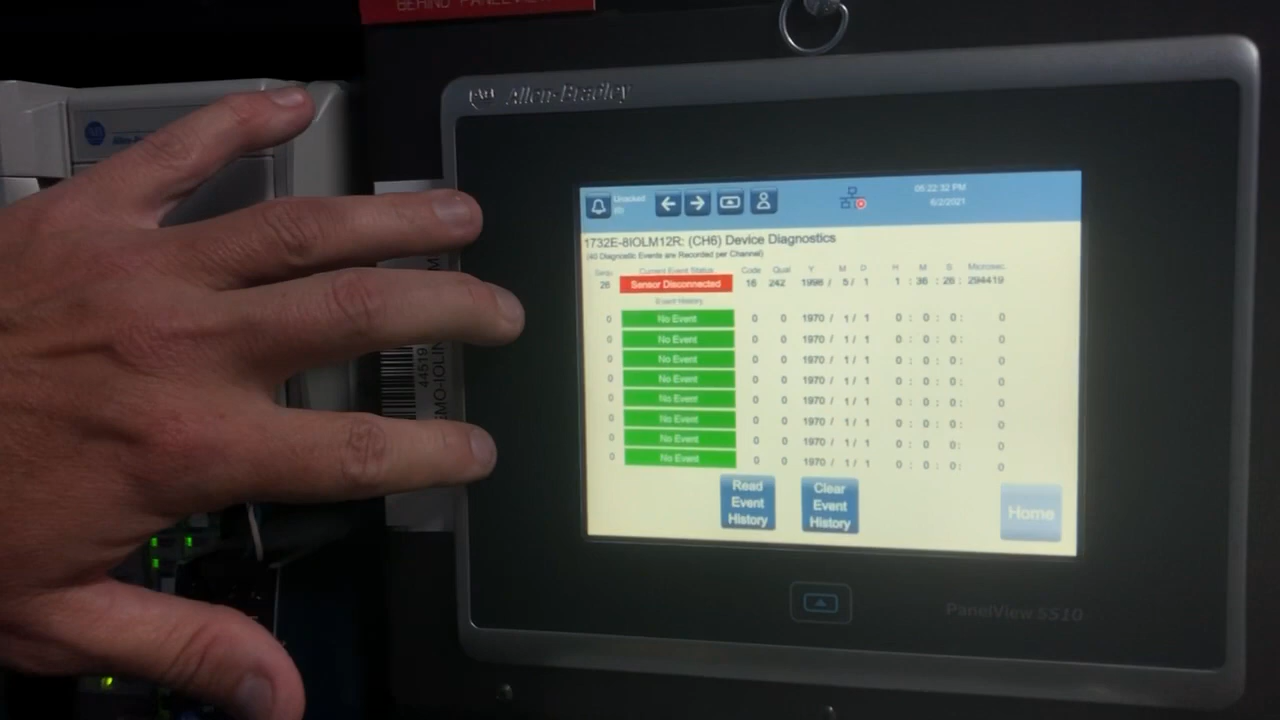 BEHIND PANELVIEW
Allen-Bradley
Unacked
(0)
06:22:32 PM
6/2/2021
1732E-8IOLM12R: (CH6) Device Diagnostics
(40 Diagnostic Events are Recorded per Channel)
Sequ Current Event Status Code Qual Y M D H M S Microsec.
26 Sensor Disconnected 16 242 1998 / 5 / 1 1 : 36 : 26 : 294419
Event History
0 No Event 0 0 1970 / 1 / 1 0 : 0 : 0 : 0
0 No Event 0 0 1970 / 1 / 1 0 : 0 : 0 : 0
0 No Event 0 0 1970 / 1 / 1 0 : 0 : 0 : 0
0 No Event 0 0 1970 / 1 / 1 0 : 0 : 0 : 0
0 No Event 0 0 1970 / 1 / 1 0 : 0 : 0 : 0
0 No Event 0 0 1970 / 1 / 1 0 : 0 : 0 : 0
0 No Event 0 0 1970 / 1 / 1 0 : 0 : 0 : 0
0 No Event 0 0 1970 / 1 / 1 0 : 0 : 0 : 0
Read
Event
History
Clear
Event
History
Home
PanelView 5510
44519